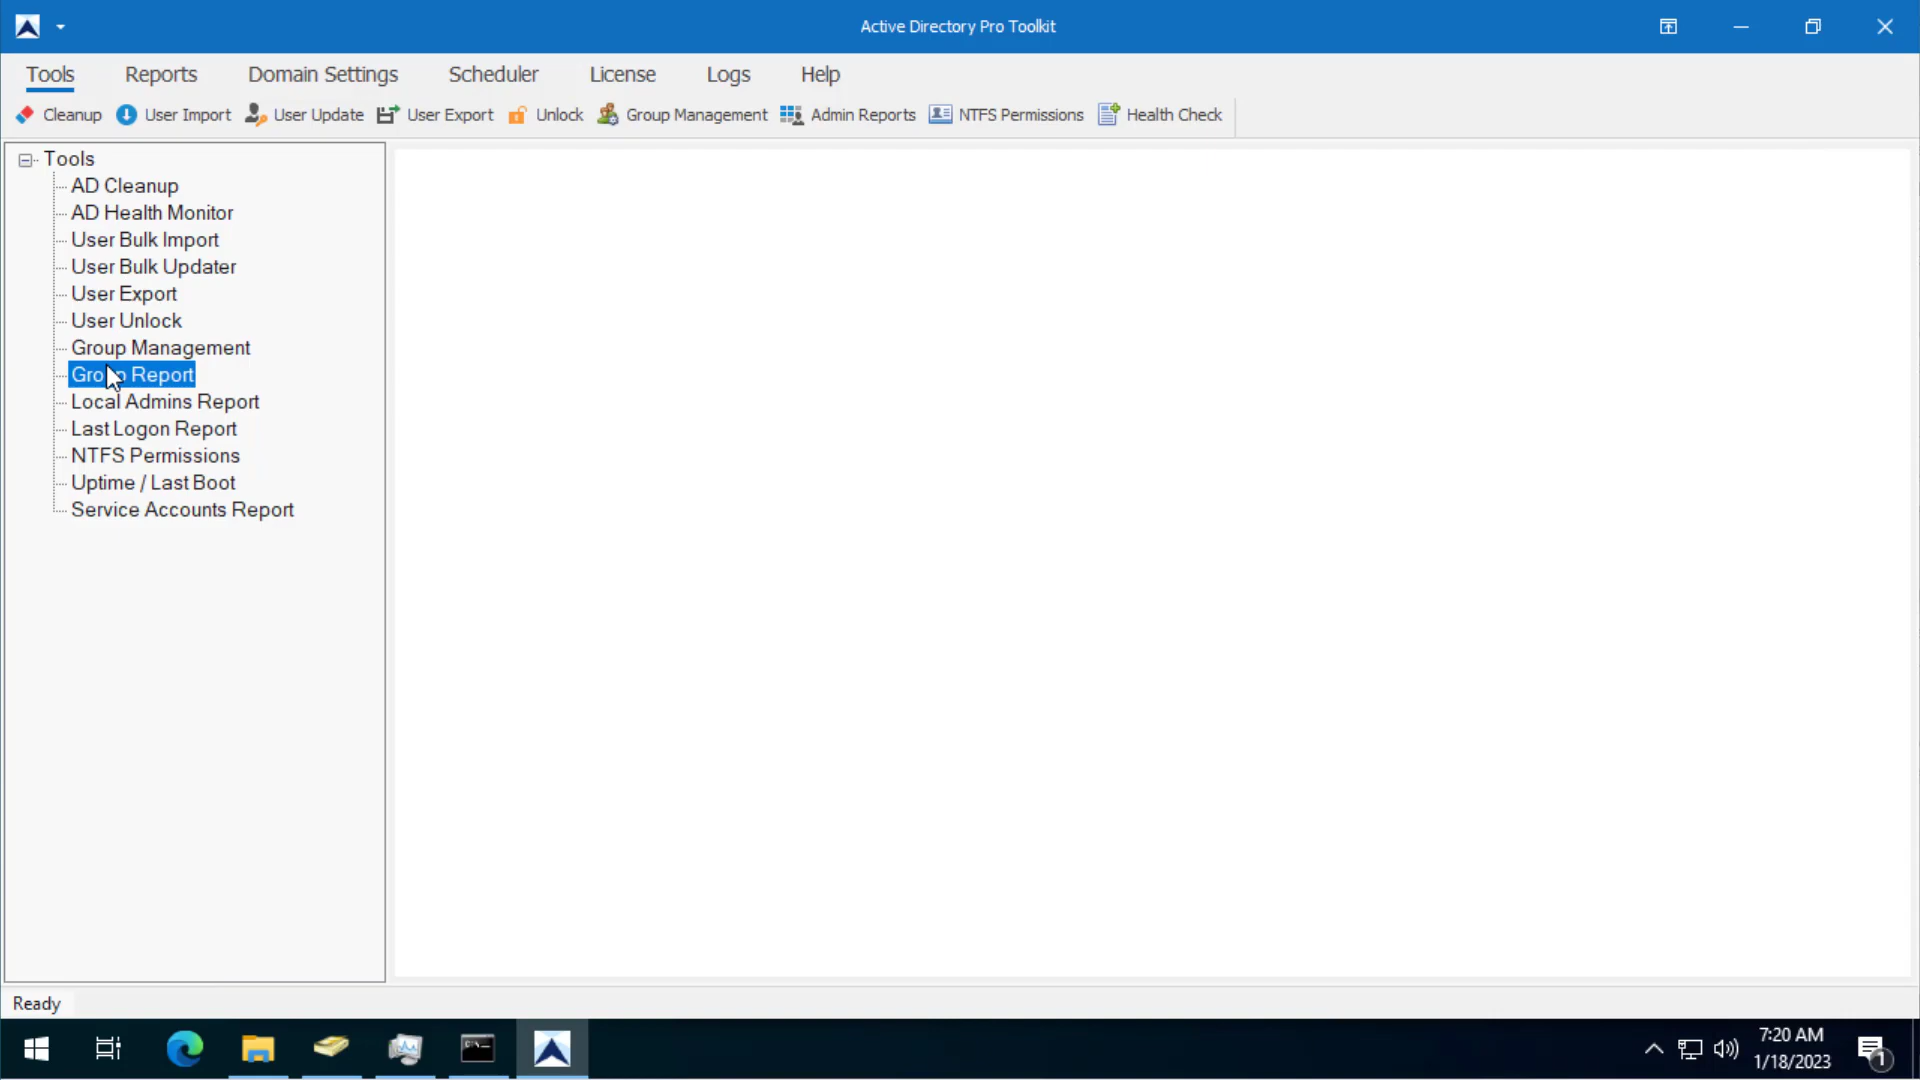 Active Directory Pro Toolkit
Tools Reports Domain Settings Scheduler License Logs Help
Cleanup User Import User Update User Export Unlock Group Management Admin Reports NTFS Permissions Health Check
Tools
AD Cleanup
AD Health Monitor
User Bulk Import
User Bulk Updater
User Export
User Unlock
Group Management
Group Report
Local Admins Report
Last Logon Report
NTFS Permissions
Uptime / Last Boot
Service Accounts Report
Ready
7:20 AM
1/18/2023
1